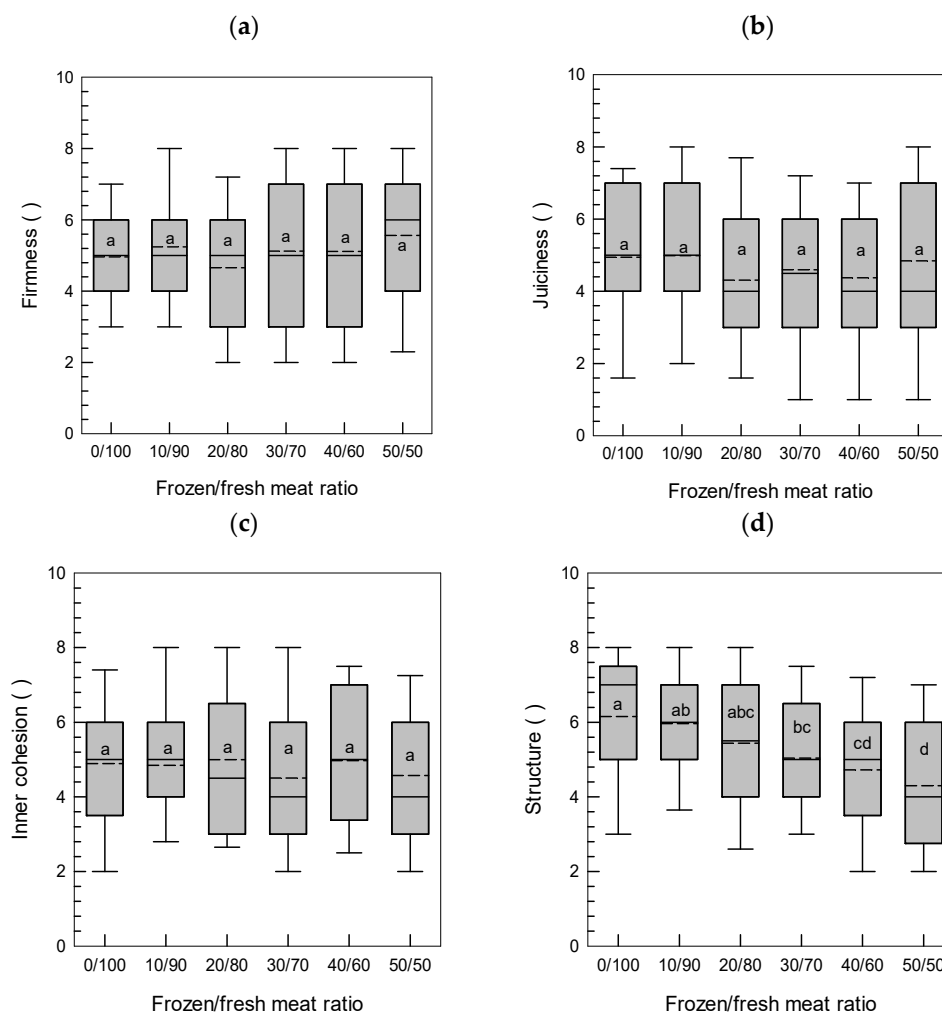 (a)
10
8
6
4
2
0
Firmness ( )
a a a a a a
0/100 10/90 20/80 30/70 40/60 50/50
Frozen/fresh meat ratio
(b)
10
8
6
4
2
0
Juiciness ( )
a a a a a a
0/100 10/90 20/80 30/70 40/60 50/50
Frozen/fresh meat ratio
(c)
10
8
6
4
2
0
Inner cohesion ( )
a a a a a a
0/100 10/90 20/80 30/70 40/60 50/50
Frozen/fresh meat ratio
(d)
10
8
6
4
2
0
Structure ( )
a ab abc bc cd d
0/100 10/90 20/80 30/70 40/60 50/50
Frozen/fresh meat ratio